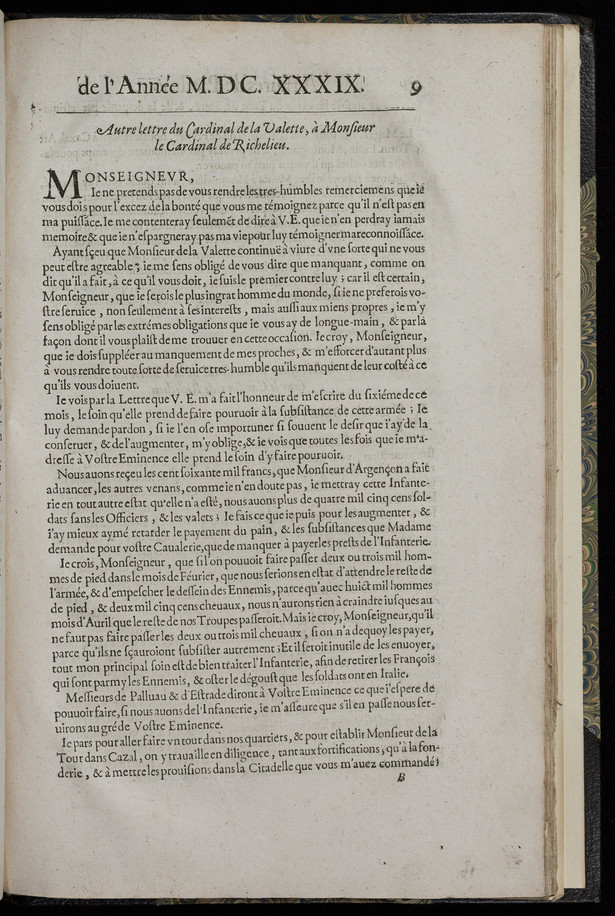 de l'Année M. DC. XXXIX. 9
Autre lettre du Cardinal de la Valette, à Monsieur
le Cardinal de Richelieu.
MONSEIGNEVR,
Ie ne pretends pas de vous rendre les tres-humbles remerciemens que ie
vous dois pour l'excez de la bonté que vous me témoignez parce qu'il n'est pas en
ma puissãce. Ie me contenteray seulemẽt de dire à V. E. que ie n'en perdray iamais
memoire & que ie n'espargneray pas ma vie pour luy témoigner ma reconnoissãce.
Ayant sçeu que Monsieur de la Valette continuë à viure d'vne sorte qui ne vous
peut estre agreable; ie me sens obligé de vous dire que manquant, comme on
dit qu'il a fait, à ce qu'il vous doit, ie suis le premier contre luy; car il est certain,
Monseigneur, que ie serois le plus ingrat homme du monde, si ie ne preferois vo-
stre seruice, non seulement à ses interests, mais aussi aux miens propres, ie m'y
sens obligé par les extrémes obligations que ie vous ay de longue-main, & par la
façon dont il vous plaist de me trouuer en cette occasion. Ie croy, Monseigneur,
que ie dois suppléer au manquement de mes proches, & m'efforcer d'autant plus
à vous rendre toute sorte de seruice tres-humble qu'ils manquent de leur costé à ce
qu'ils vous doiuent.
Ie vois par la Lettre que V. E. m'a fait l'honneur de m'escrire du sixiéme de ce
mois, le soin qu'elle prend de faire pouruoir à la subsistance de cette armée; Ie
luy demande pardon, si ie l'en ose importuner si souuent le desir que i'ay de la
conseruer, & de l'augmenter, m'y oblige, & ie vois que toutes les fois que ie m'a-
dresse à Vostre Eminence elle prend le soin d'y faire pouruoir.
Nous auons reçeu les cent soixante mil francs, que Monsieur d'Argençon a fait
aduancer, les autres venans, comme ie n'en doute pas, ie mettray cette Infante-
rie en tout autre estat qu'elle n'a esté, nous auons plus de quatre mil cinq cens sol-
dats sans les Officiers, & les valets; Ie fais ce que ie puis pour les augmenter, &
i'ay mieux aymé retarder le payement du pain, & les subsistances que Madame
demande pour vostre Caualerie, que de manquer à payer les prests de l'Infanterie.
Ie crois, Monseigneur, que si l'on pouuoit faire passer deux ou trois mil hom-
mes de pied dans le mois de Février, que nous serions en estat d'attendre le reste de
l'armée, & d'empescher le dessein des Ennemis, parce qu'auec huict mil hommes
de pied, & deux mil cinq cens cheuaux, nous n'aurons rien à craindre iusques au
mois d'Auril que le reste de nos Troupes passeroit. Mais ie croy, Monseigneur, qu'il
ne faut pas faire passer les deux ou trois mil cheuaux, si on n'a dequoy les payer,
parce qu'ils ne sçauroient subsister autrement; Et il seroit inutile de les enuoyer,
tout mon principal soin est de bien traiter l'Infanterie, afin de retirer les François
qui sont parmy les Ennemis, & oster le dégoust que les soldats ont en Italie.
Messieurs de Palluau & d'Estrade diront à Vostre Eminence ce que i'espere de
pouuoir faire, si nous auons de l'Infanterie, ie m'asseure que s'il en passe nous ser-
uirons au gré de Vostre Eminence.
Ie pars pour aller faire vn tour dans nos quartiers, & pour establir Monsieur de la
Tour dans Cazal, on y trauaille en diligence, tant aux fortifications, qu'à la fon-
derie, & à mettre les prouisions dans la Citadelle que vous m'auez commandé;
B